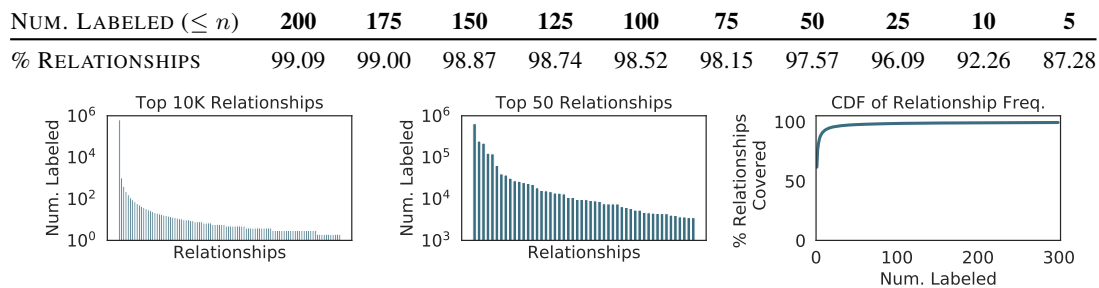 NUM. LABELED (≤ n) 200 175 150 125 100 75 50 25 10 5
% RELATIONSHIPS 99.09 99.00 98.87 98.74 98.52 98.15 97.57 96.09 92.26 87.28
Top 10K Relationships
Num. Labeled
10^6
10^4
10^2
10^0
Relationships
Top 50 Relationships
Num. Labeled
10^6
10^5
10^4
10^3
Relationships
CDF of Relationship Freq.
% Relationships
Covered
100
50
0
0 100 200 300
Num. Labeled